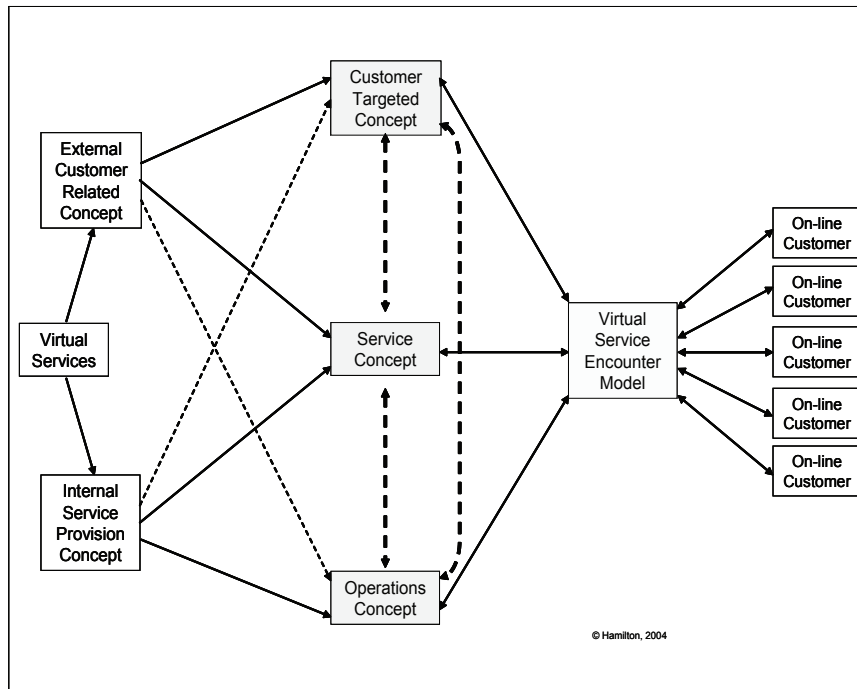 Customer
Targeted
Concept
External
Customer
Related
Concept
On-line
Customer
On-line
Customer
Virtual
Services
Service
Concept
Virtual
Service
Encounter
Model
On-line
Customer
On-line
Customer
On-line
Customer
Internal
Service
Provision
Concept
Operations
Concept
© Hamilton, 2004